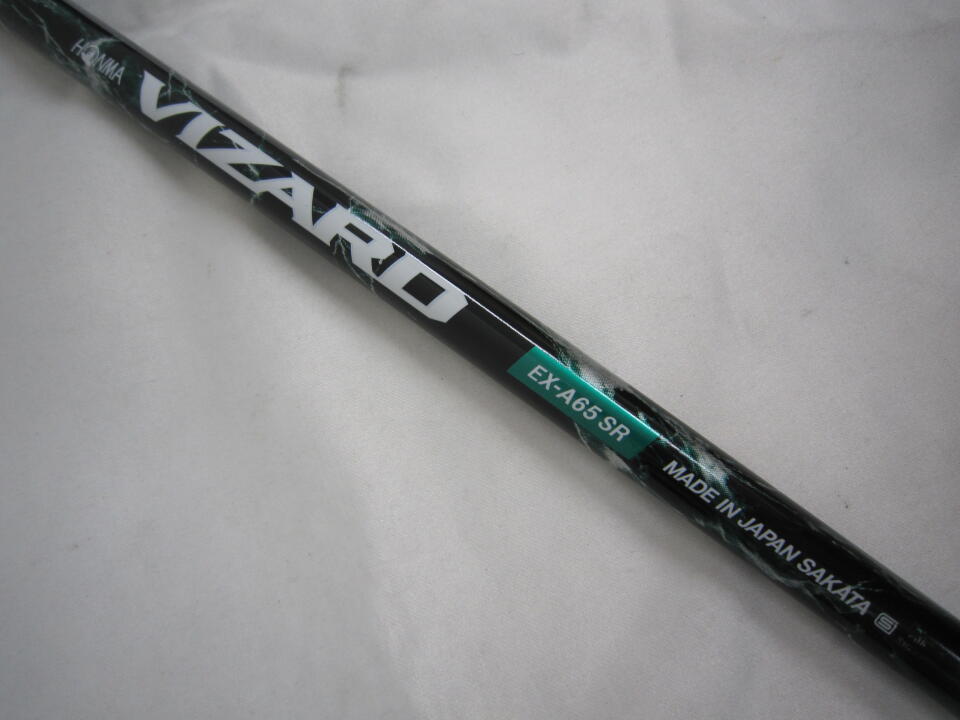 HONMA
VIZARD
EX-A65 SR
MADE IN JAPAN SAKATA S